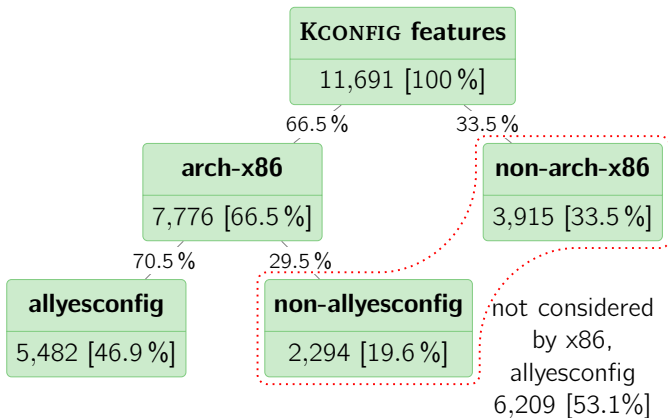 KCONFIG features
11,691 [100 %]
66.5 %
33.5 %
arch-x86
7,776 [66.5 %]
non-arch-x86
3,915 [33.5 %]
70.5 %
29.5 %
allyesconfig
5,482 [46.9 %]
non-allyesconfig
2,294 [19.6 %]
not considered
by x86,
allyesconfig
6,209 [53.1%]